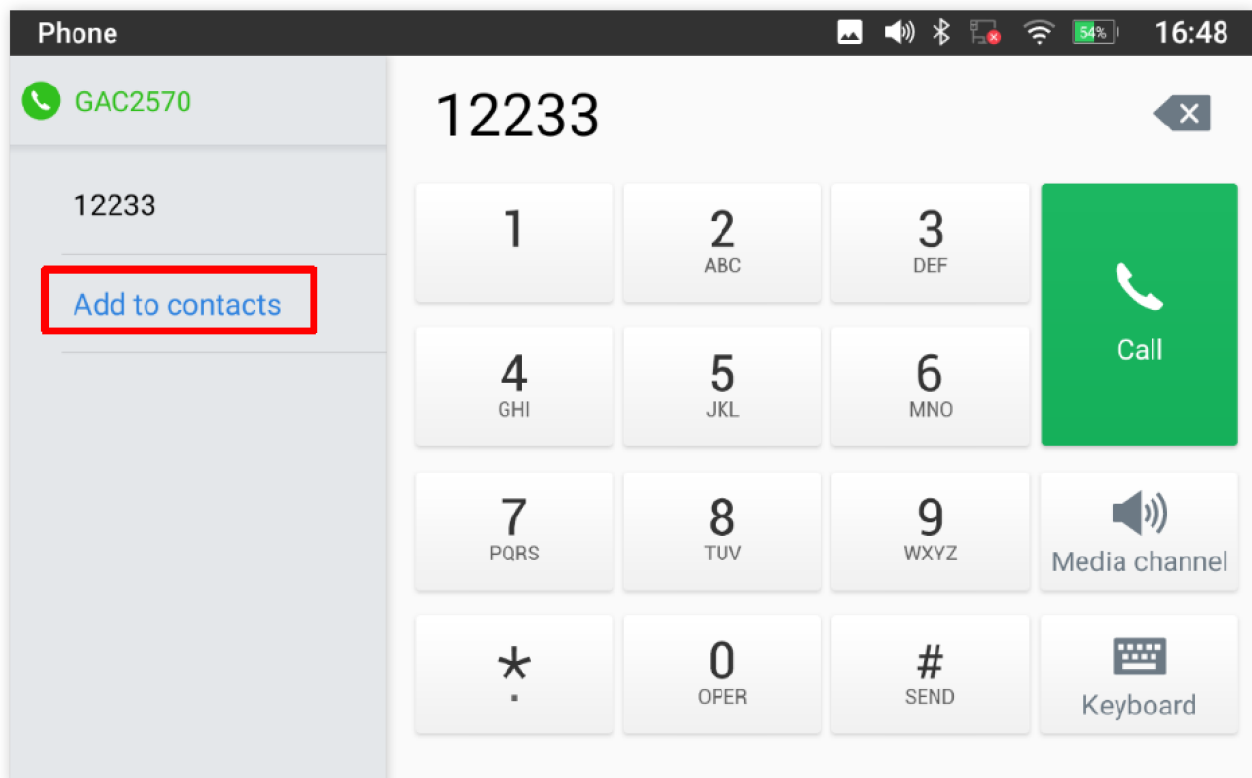 Phone
54%
16:48
GAC2570
12233
Add to contacts
12233
1
2
ABC
3
DEF
Call
4
GHI
5
JKL
6
MNO
7
PQRS
8
TUV
9
WXYZ
Media channel
*
.
0
OPER
#
SEND
Keyboard